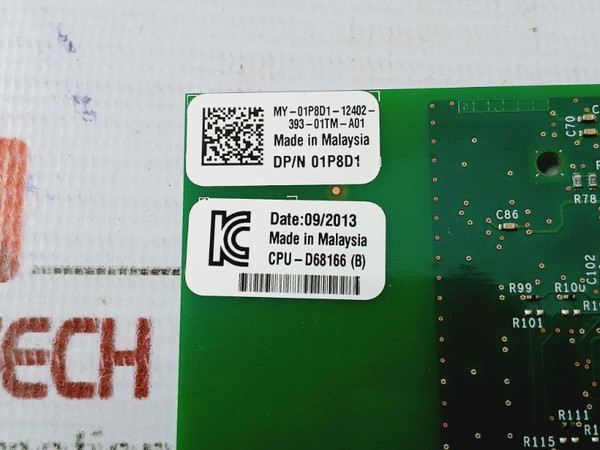 MY-01P8D1-12402-
393-01TM-A01
Made in Malaysia
DP/N 01P8D1
Date:09/2013
Made in Malaysia
CPU-D68166 (B)
C70
R78
C86
C102
R99
R100
R101
TECH
R111
R115